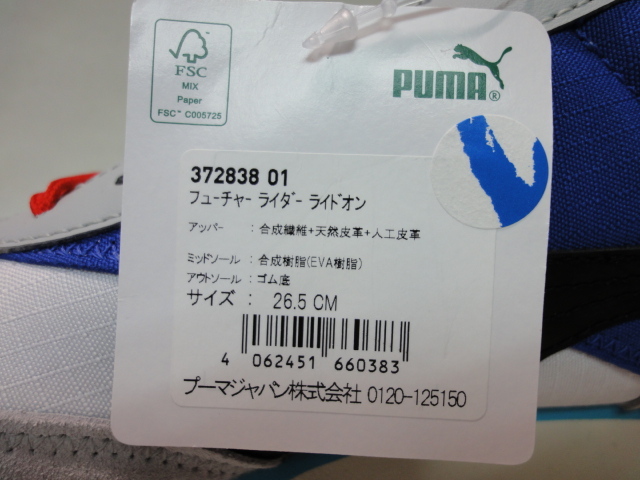 FSC
MIX
Paper
FSC™ C005725
PUMA®
372838 01
フューチャー ライダー ライドオン
アッパー : 合成繊維+天然皮革+人工皮革
ミッドソール : 合成樹脂(EVA樹脂)
アウトソール : ゴム底
サイズ : 26.5 CM
4 062451 660383
プーマジャパン株式会社 0120-125150